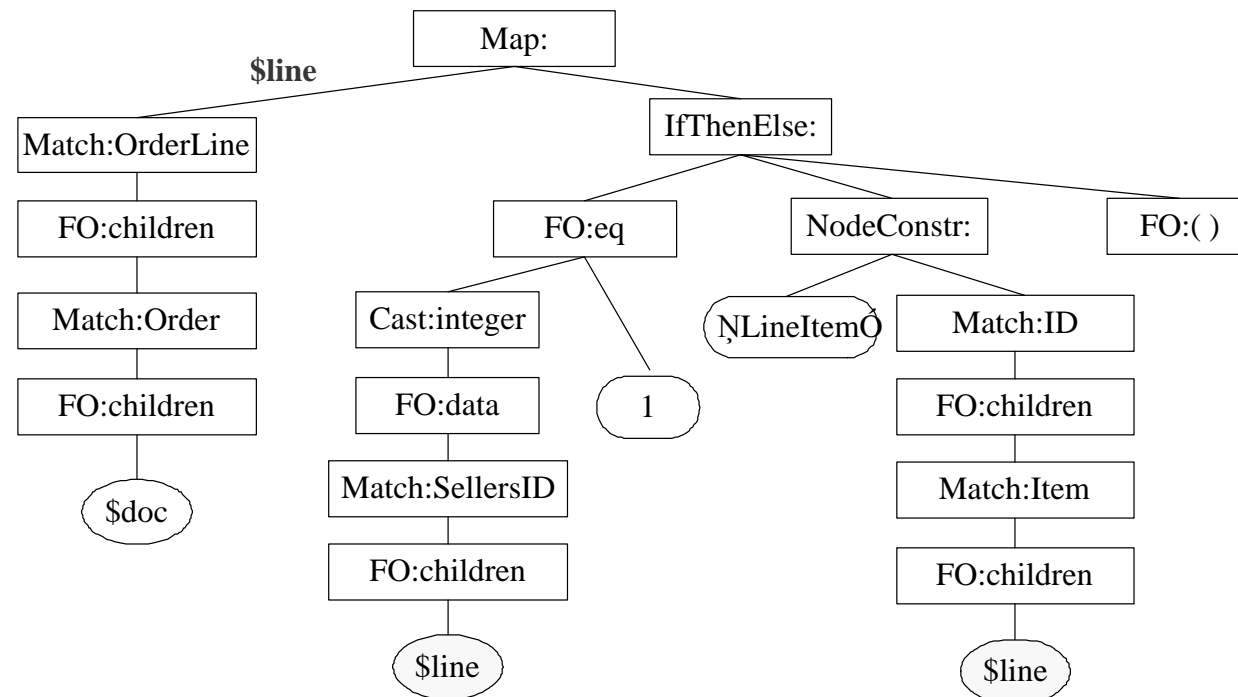 Map:
$line
Match:OrderLine
IfThenElse:
FO:children
FO:eq
NodeConstr:
FO:( )
Match:Order
Cast:integer
ŅLineItemÓ
Match:ID
FO:children
FO:data
1
FO:children
$doc
Match:SellersID
Match:Item
FO:children
FO:children
$line
$line